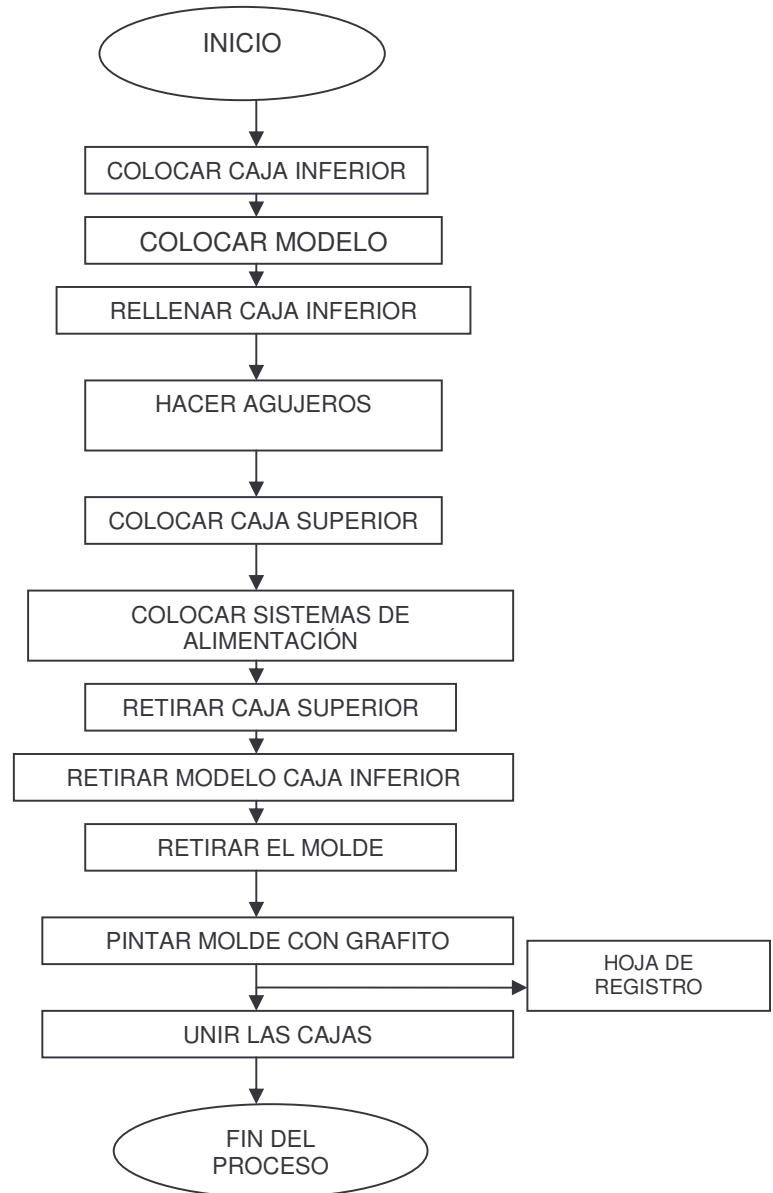 INICIO
COLOCAR CAJA INFERIOR
COLOCAR MODELO
RELLENAR CAJA INFERIOR
HACER AGUJEROS
COLOCAR CAJA SUPERIOR
COLOCAR SISTEMAS DE
ALIMENTACIÓN
RETIRAR CAJA SUPERIOR
RETIRAR MODELO CAJA INFERIOR
RETIRAR EL MOLDE
PINTAR MOLDE CON GRAFITO
HOJA DE
REGISTRO
UNIR LAS CAJAS
FIN DEL
PROCESO